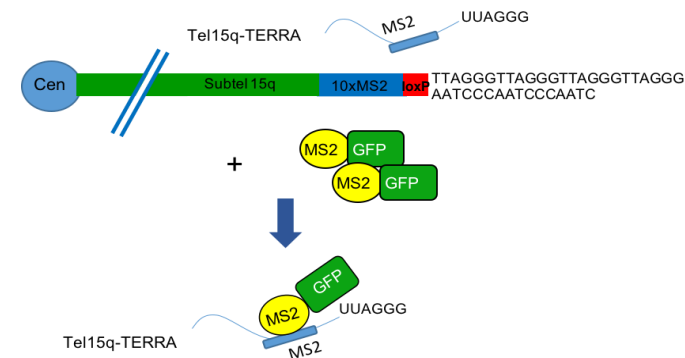 MS2
UUAGGG
Tel15q-TERRA
Cen
Subtel 15q
10xMS2
loxP
TTAGGGTTAGGGTTAGGGTTAGGG
AATCCCAATCCCAATC
+
MS2
GFP
MS2
GFP
GFP
MS2
UUAGGG
Tel15q-TERRA
MS2